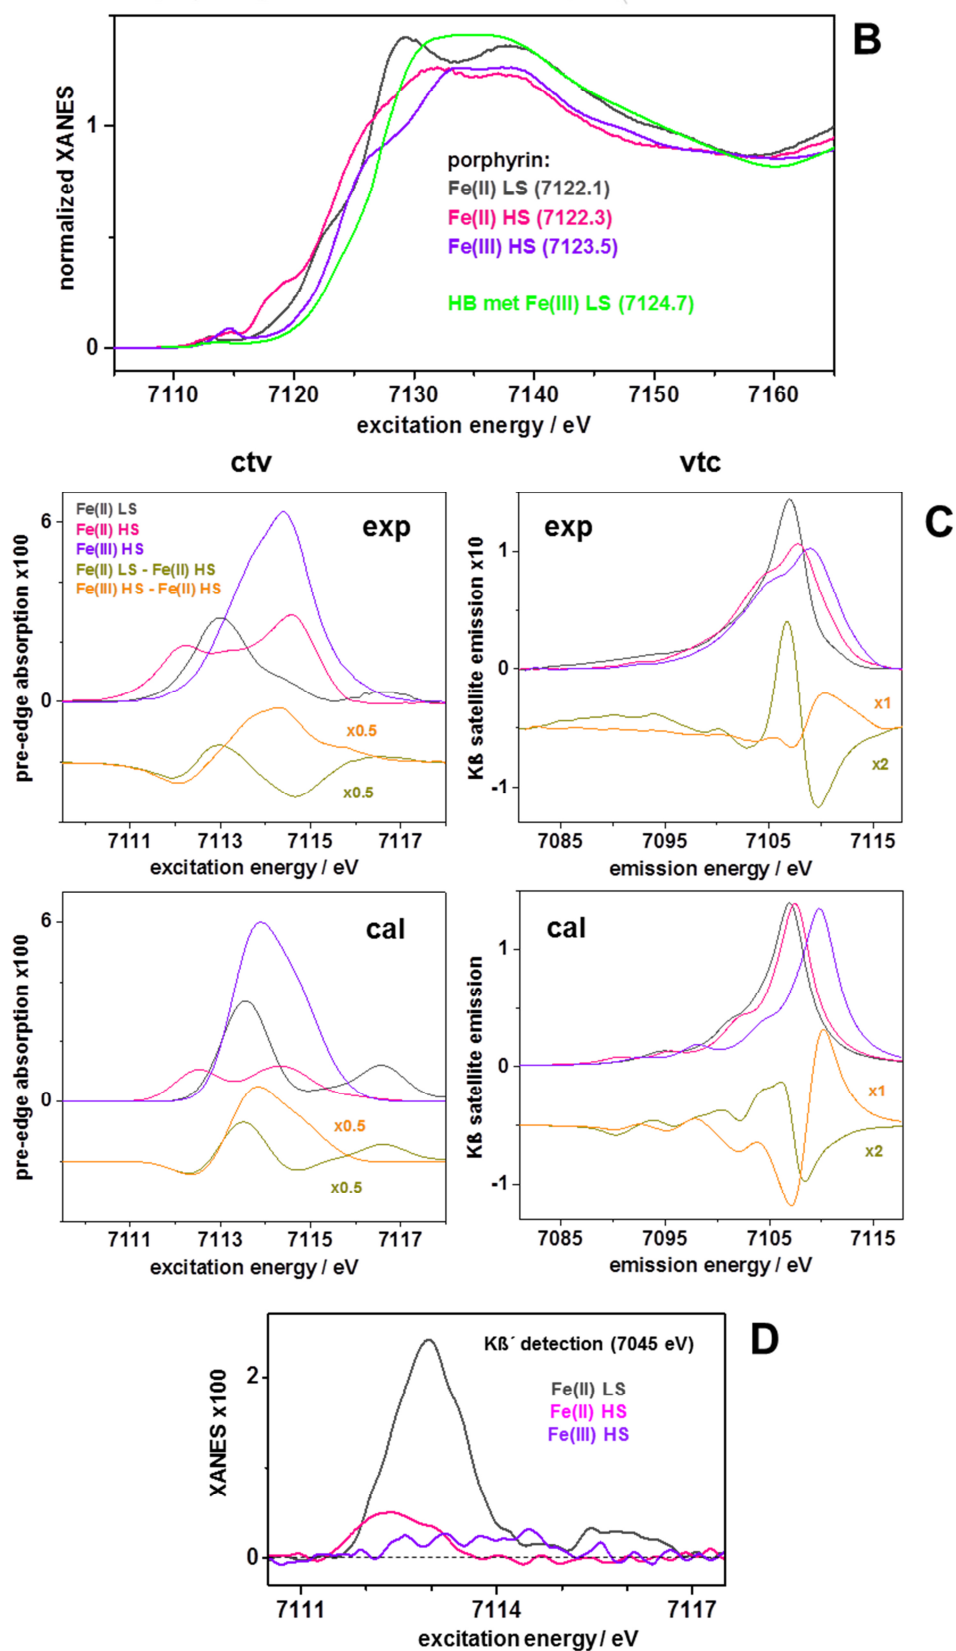 B
normalized XANES
1
0
porphyrin:
Fe(II) LS (7122.1)
Fe(II) HS (7122.3)
Fe(III) HS (7123.5)
HB met Fe(III) LS (7124.7)
7110 7120 7130 7140 7150 7160
excitation energy / eV
ctv
vtc
C
pre-edge absorption x100
6
0
Fe(II) LS
Fe(II) HS
Fe(III) HS
Fe(II) LS - Fe(II) HS
Fe(III) HS - Fe(II) HS
exp
x0.5
x0.5
7111 7113 7115 7117
excitation energy / eV
Kß satellite emission x10
1
0
-1
exp
x1
x2
7085 7095 7105 7115
emission energy / eV
pre-edge absorption x100
6
0
cal
x0.5
x0.5
7111 7113 7115 7117
excitation energy / eV
Kß satellite emission
1
0
-1
cal
x1
x2
7085 7095 7105 7115
emission energy / eV
D
XANES x100
2
0
Kß´ detection (7045 eV)
Fe(II) LS
Fe(II) HS
Fe(III) HS
7111 7114 7117
excitation energy / eV